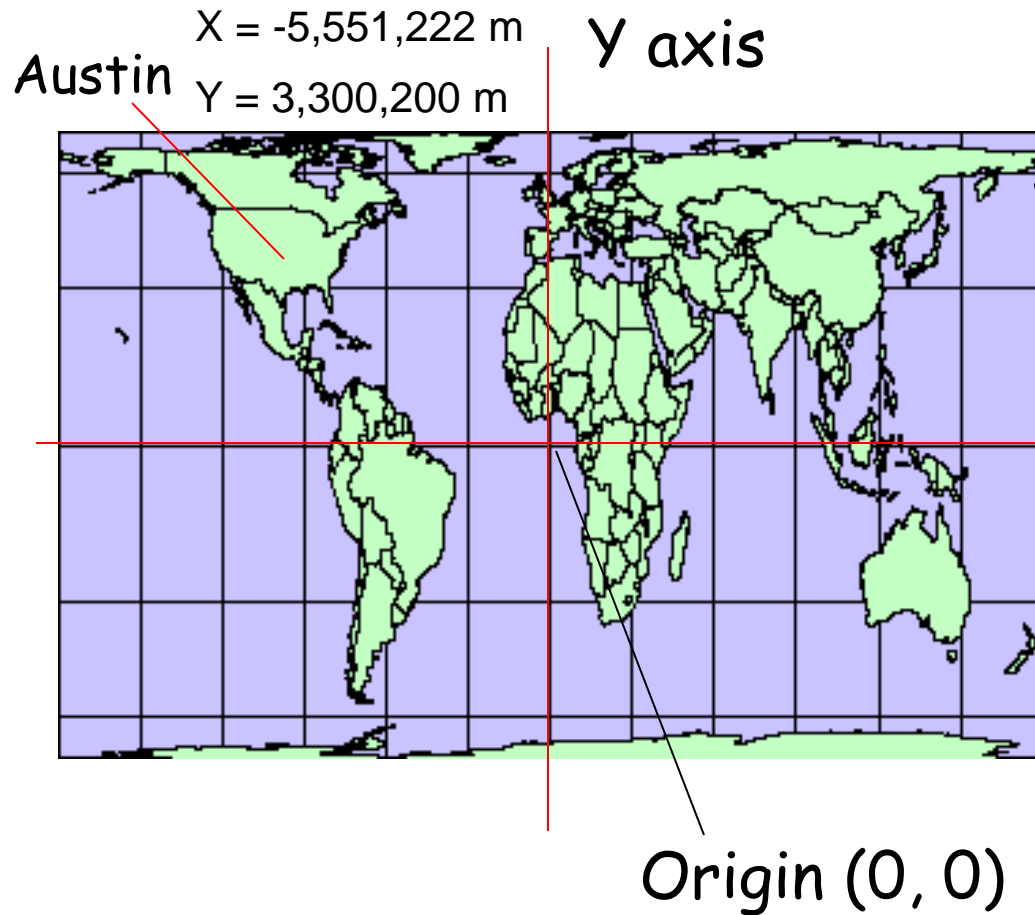 X = -5,551,222 m
Y axis
Austin
Y = 3,300,200 m
Origin (0, 0)